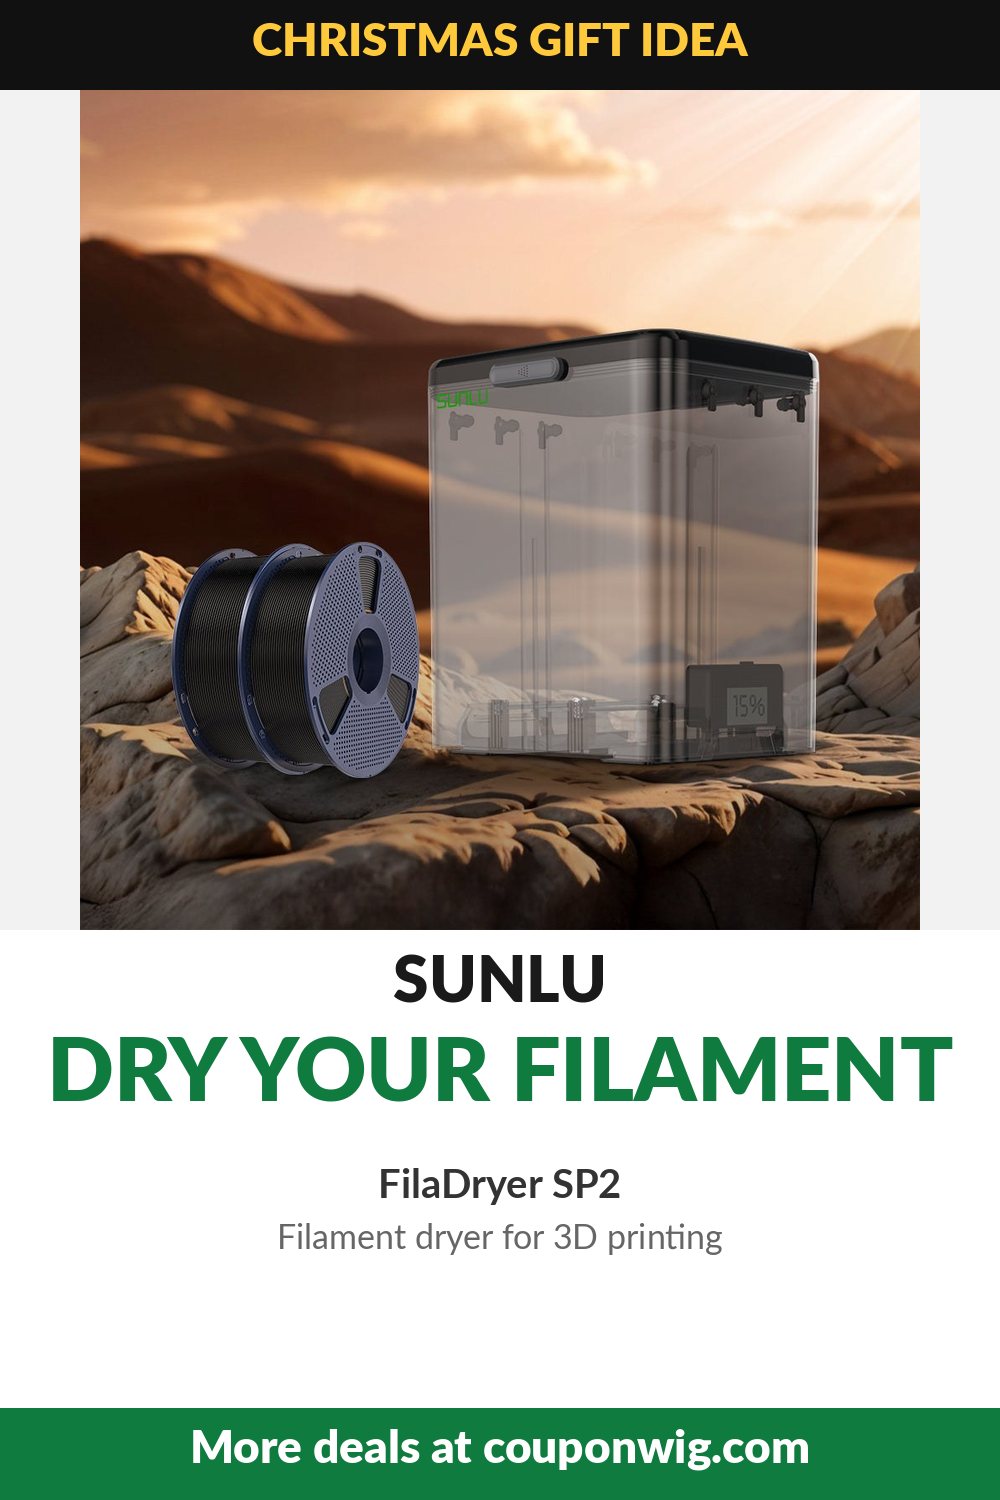 CHRISTMAS GIFT IDEA
SUNLU
15%
SUNLU
DRY YOUR FILAMENT
FilaDryer SP2
Filament dryer for 3D printing
More deals at couponwig.com